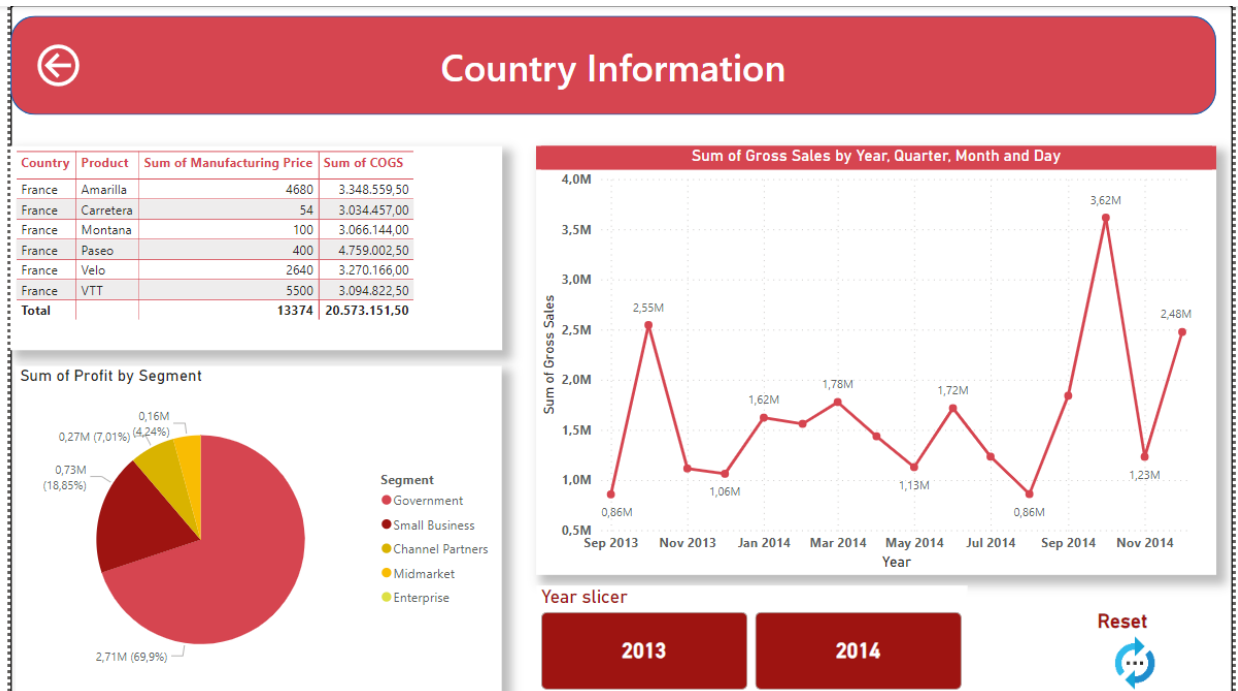 Country Information
Country Product Sum of Manufacturing Price Sum of COGS
France Amarilla 4680 3.348.559,50
France Carretera 54 3.034.457,00
France Montana 100 3.066.144,00
France Paseo 400 4.759.002,50
France Velo 2640 3.270.166,00
France VTT 5500 3.094.822,50
Total 13374 20.573.151,50
Sum of Profit by Segment
0,16M
(4,24%)
0,27M (7,01%)
0,73M
(18,85%)
2,71M (69,9%)
Segment
Government
Small Business
Channel Partners
Midmarket
Enterprise
Sum of Gross Sales by Year, Quarter, Month and Day
Sum of Gross Sales
4,0M
3,5M
3,0M
2,5M
2,0M
1,5M
1,0M
0,5M
0,86M
2,55M
1,06M
1,62M
1,78M
1,13M
1,72M
0,86M
3,62M
1,23M
2,48M
Sep 2013 Nov 2013 Jan 2014 Mar 2014 May 2014 Jul 2014 Sep 2014 Nov 2014
Year
Year slicer
2013 2014
Reset